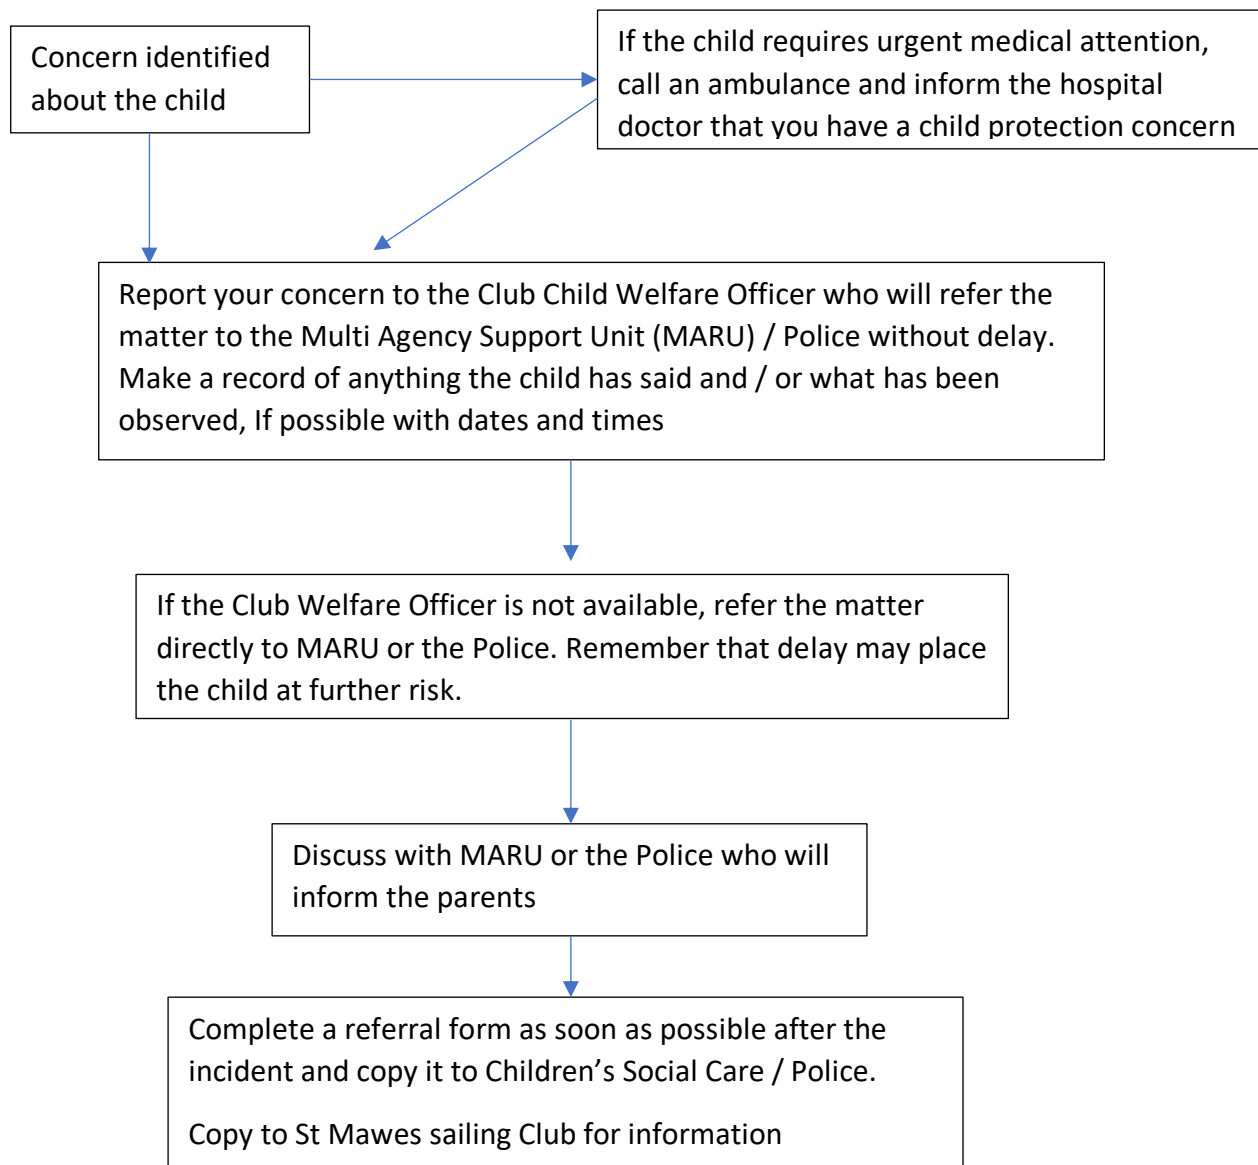 Concern identified
about the child
If the child requires urgent medical attention,
call an ambulance and inform the hospital
doctor that you have a child protection concern
Report your concern to the Club Child Welfare Officer who will refer the
matter to the Multi Agency Support Unit (MARU) / Police without delay.
Make a record of anything the child has said and / or what has been
observed, If possible with dates and times
If the Club Welfare Officer is not available, refer the matter
directly to MARU or the Police. Remember that delay may place
the child at further risk.
Discuss with MARU or the Police who will
inform the parents
Complete a referral form as soon as possible after the
incident and copy it to Children’s Social Care / Police.
Copy to St Mawes sailing Club for information